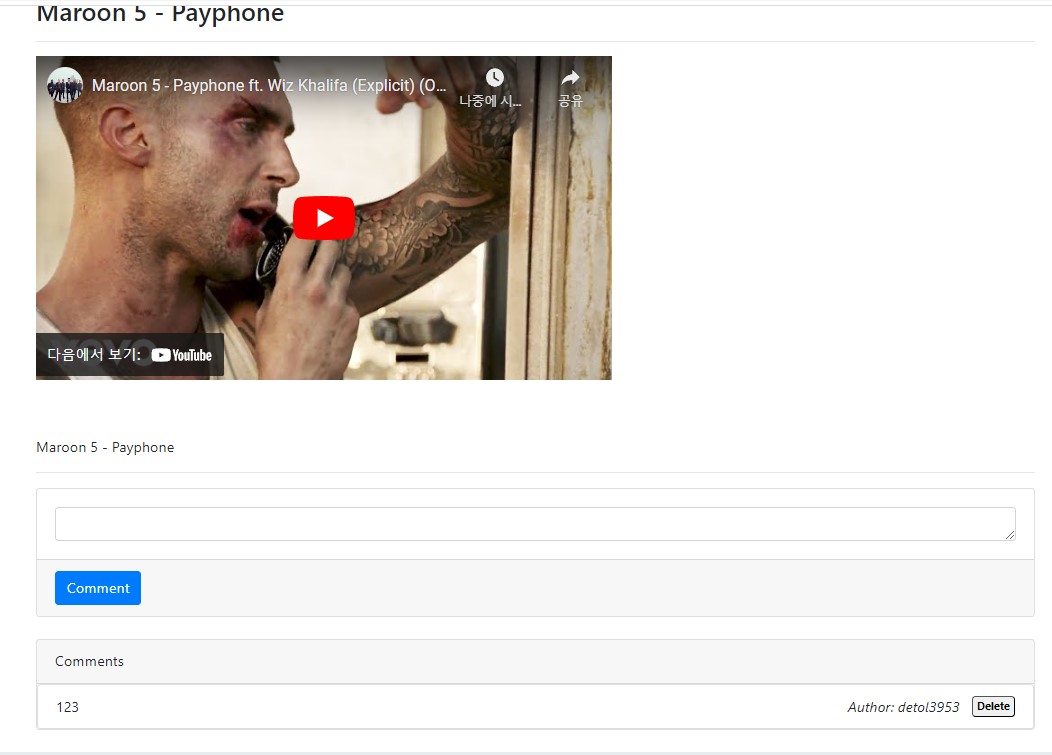 Maroon 5 - Payphone
Maroon 5 - Payphone ft. Wiz Khalifa (Explicit) (O...
나중에 시...
공유
다음에서 보기: YouTube
Maroon 5 - Payphone
Comment
Comments
123
Author: detol3953
Delete